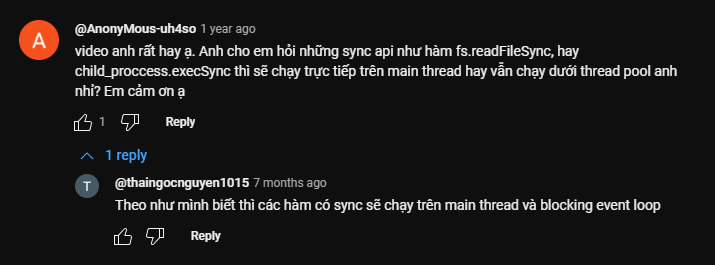 A
@AnonyMous-uh4so 1 year ago
video anh rất hay ạ. Anh cho em hỏi những sync api như hàm fs.readFileSync, hay
child_proccess.execSync thì sẽ chạy trực tiếp trên main thread hay vẫn chạy dưới thread pool anh
nhỉ? Em cảm ơn ạ
1 Reply
1 reply
T
@thaingocnguyen1015 7 months ago
Theo như mình biết thì các hàm có sync sẽ chạy trên main thread và blocking event loop
Reply